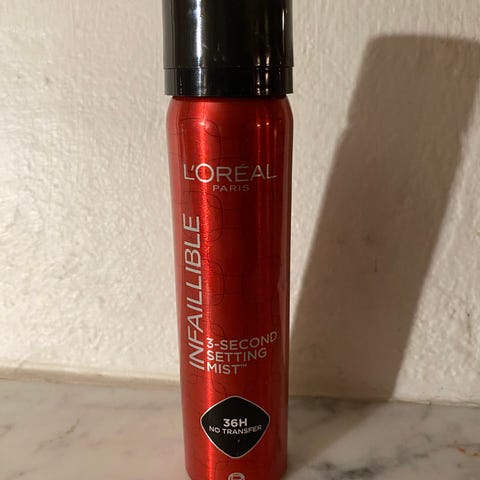 L'ORÉAL
PARIS
INFAILLIBLE
3-SECOND
SETTING
MIST™
36H
NO TRANSFER